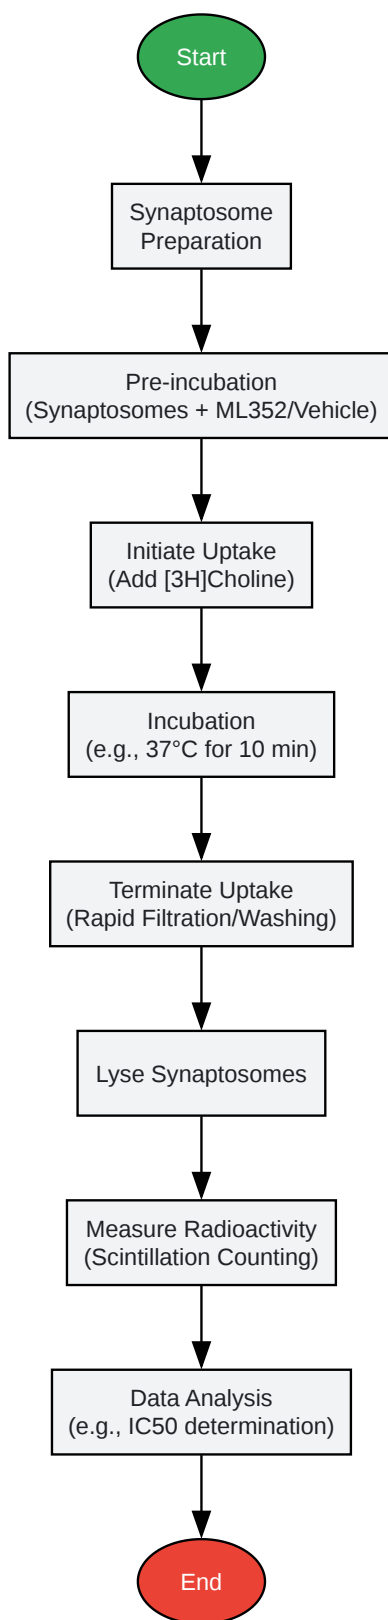 Start
Synaptosome
Preparation
Pre-incubation
(Synaptosomes + ML352/Vehicle)
Initiate Uptake
(Add [3H]Choline)
Incubation
(e.g., 37°C for 10 min)
Terminate Uptake
(Rapid Filtration/Washing)
Lyse Synaptosomes
Measure Radioactivity
(Scintillation Counting)
Data Analysis
(e.g., IC50 determination)
End